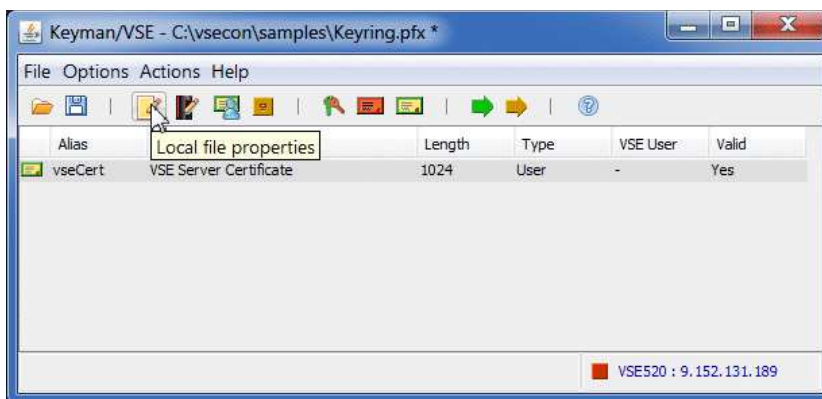 Keyman/VSE - C:\vsecon\samples\Keyring.pfx *
File Options Actions Help
Local file properties
Alias Length Type VSE User Valid
vseCert VSE Server Certificate 1024 User - Yes
VSE520 : 9.152.131.189